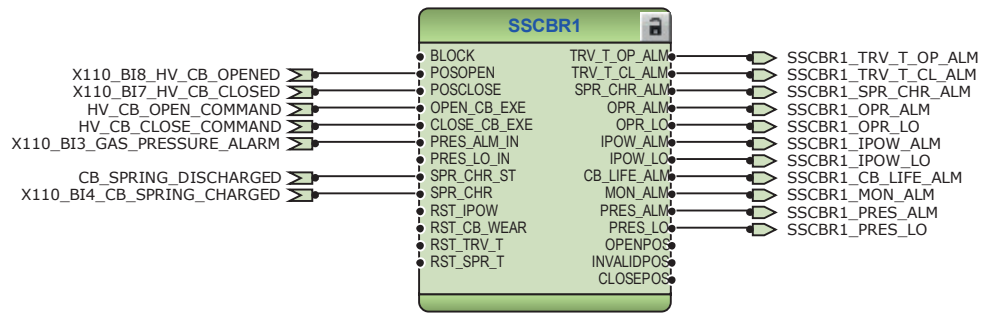 SSCBR1
BLOCK TRV_T_OP_ALM SSCBR1_TRV_T_OP_ALM
X110_BI8_HV_CB_OPENED POSOPEN TRV_T_CL_ALM SSCBR1_TRV_T_CL_ALM
X110_BI7_HV_CB_CLOSED POSCLOSE SPR_CHR_ALM SSCBR1_SPR_CHR_ALM
HV_CB_OPEN_COMMAND OPEN_CB_EXE OPR_ALM SSCBR1_OPR_ALM
HV_CB_CLOSE_COMMAND CLOSE_CB_EXE OPR_LO SSCBR1_OPR_LO
X110_BI3_GAS_PRESSURE_ALARM PRES_ALM_IN IPOW_ALM SSCBR1_IPOW_ALM
PRES_LO_IN IPOW_LO SSCBR1_IPOW_LO
CB_SPRING_DISCHARGED SPR_CHR_ST CB_LIFE_ALM SSCBR1_CB_LIFE_ALM
X110_BI4_CB_SPRING_CHARGED SPR_CHR MON_ALM SSCBR1_MON_ALM
RST_IPOW PRES_ALM SSCBR1_PRES_ALM
RST_CB_WEAR PRES_LO SSCBR1_PRES_LO
RST_TRV_T OPENPOS
RST_SPR_T INVALIDPOS
CLOSEPOS